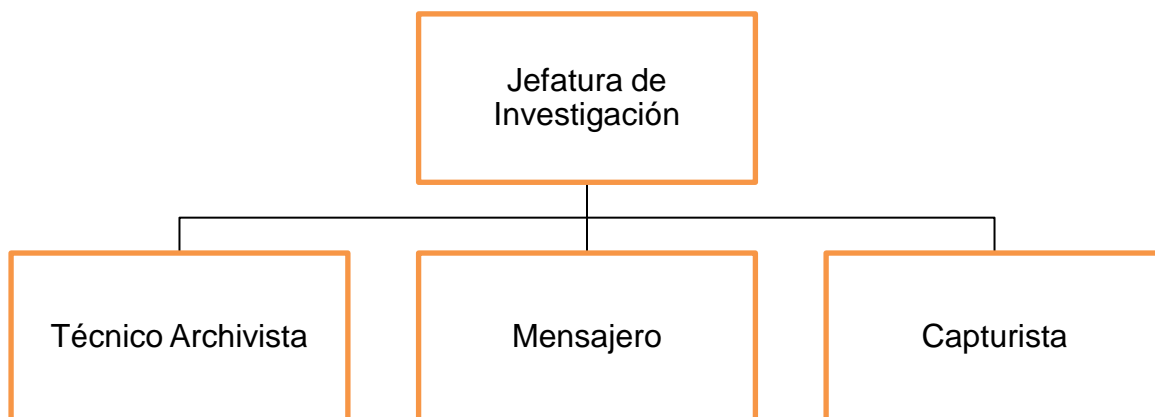 Jefatura de
Investigación
Técnico Archivista
Mensajero
Capturista